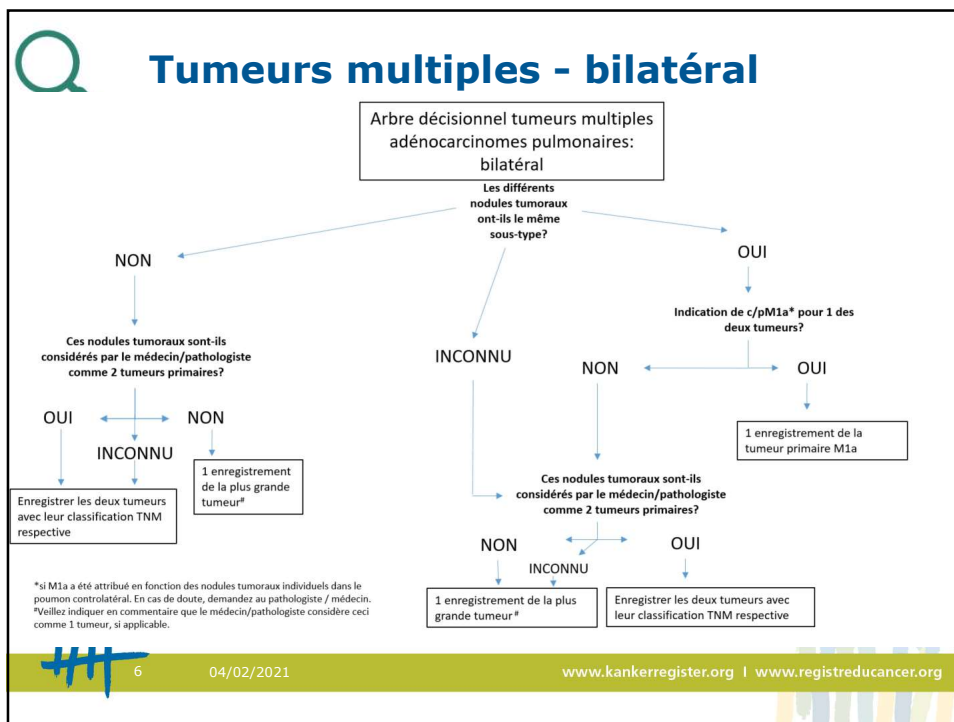 Tumeurs multiples - bilatéral
Arbre décisionnel tumeurs multiples
adénocarcinomes pulmonaires:
bilatéral
Les différents
nodules tumoraux
ont-ils le même
sous-type?
NON
Ces nodules tumoraux sont-ils
considérés par le médecin/pathologiste
comme 2 tumeurs primaires?
OUI
NON
INCONNU
1 enregistrement
de la plus grande
tumeur#
Enregistrer les deux tumeurs
avec leur classification TNM
respective
INCONNU
OUI
Indication de c/pM1a* pour 1 des
deux tumeurs?
NON
OUI
1 enregistrement de la
tumeur primaire M1a
Ces nodules tumoraux sont-ils
considérés par le médecin/pathologiste
comme 2 tumeurs primaires?
NON
INCONNU
OUI
1 enregistrement de la plus
grande tumeur #
Enregistrer les deux tumeurs avec
leur classification TNM respective
*si M1a a été attribué en fonction des nodules tumoraux individuels dans le
poumon controlatéral. En cas de doute, demandez au pathologiste / médecin.
#Veillez indiquer en commentaire que le médecin/pathologiste considère ceci
comme 1 tumeur, si applicable.
6
04/02/2021
www.kankerregister.org I www.registreducancer.org